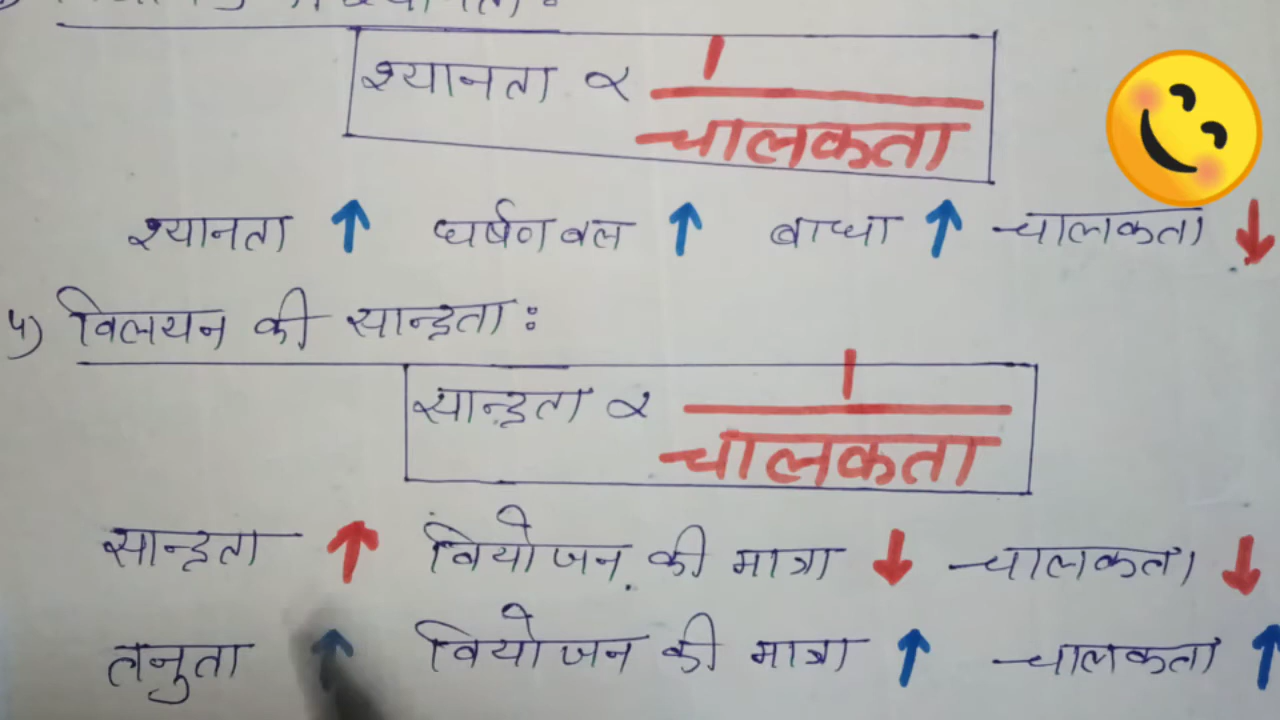 श्यानता ∝ 1/चालकता
श्यानता ↑ घर्षण बल ↑ बाधा ↑ चालकता ↓
५) विलयन की सान्द्रता :
सान्द्रता ∝ 1/चालकता
सान्द्रता ↑ वियोजन की मात्रा ↓ चालकता ↓
तनुता ↑ वियोजन की मात्रा ↑ चालकता ↑